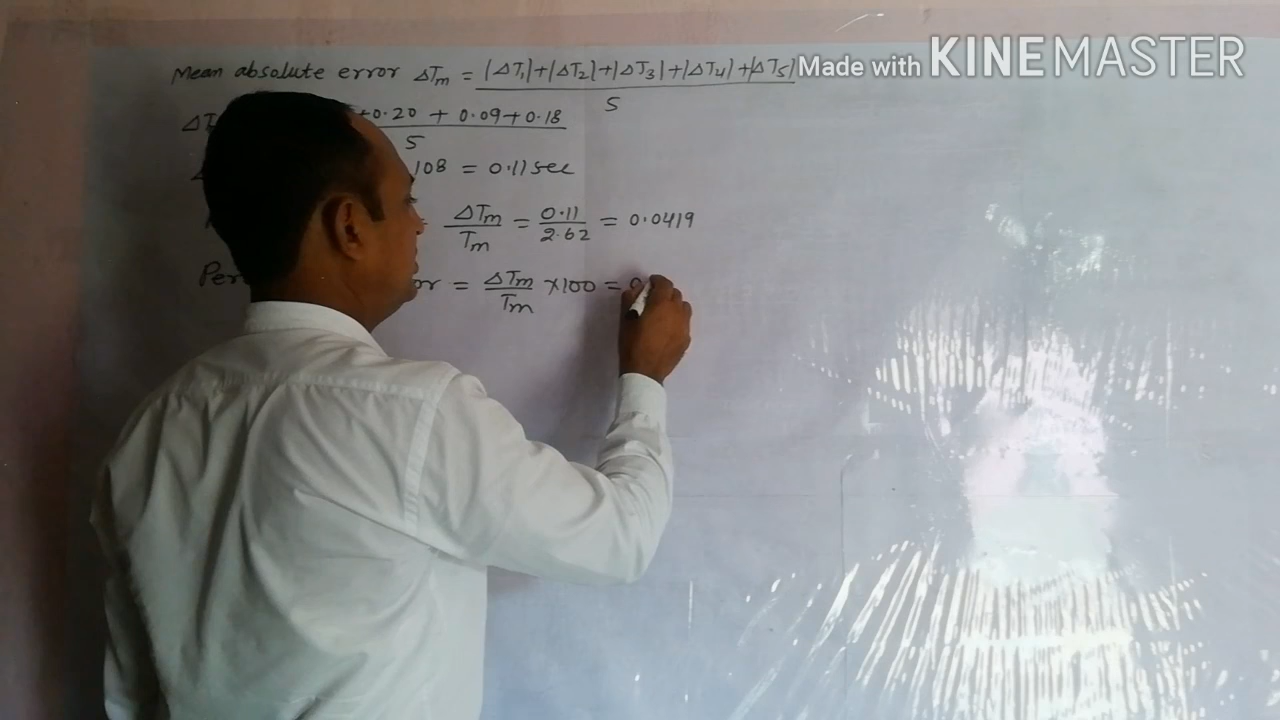 Mean absolute error ΔTm = |ΔT1|+|ΔT2|+|ΔT3|+|ΔT4|+|ΔT5| / 5
Made with KINEMASTER
+0.20 + 0.09+0.18 / 5
108 = 0.11 sec
ΔTm / Tm = 0.11 / 2.62 = 0.0419
= ΔTm / Tm ×100 =